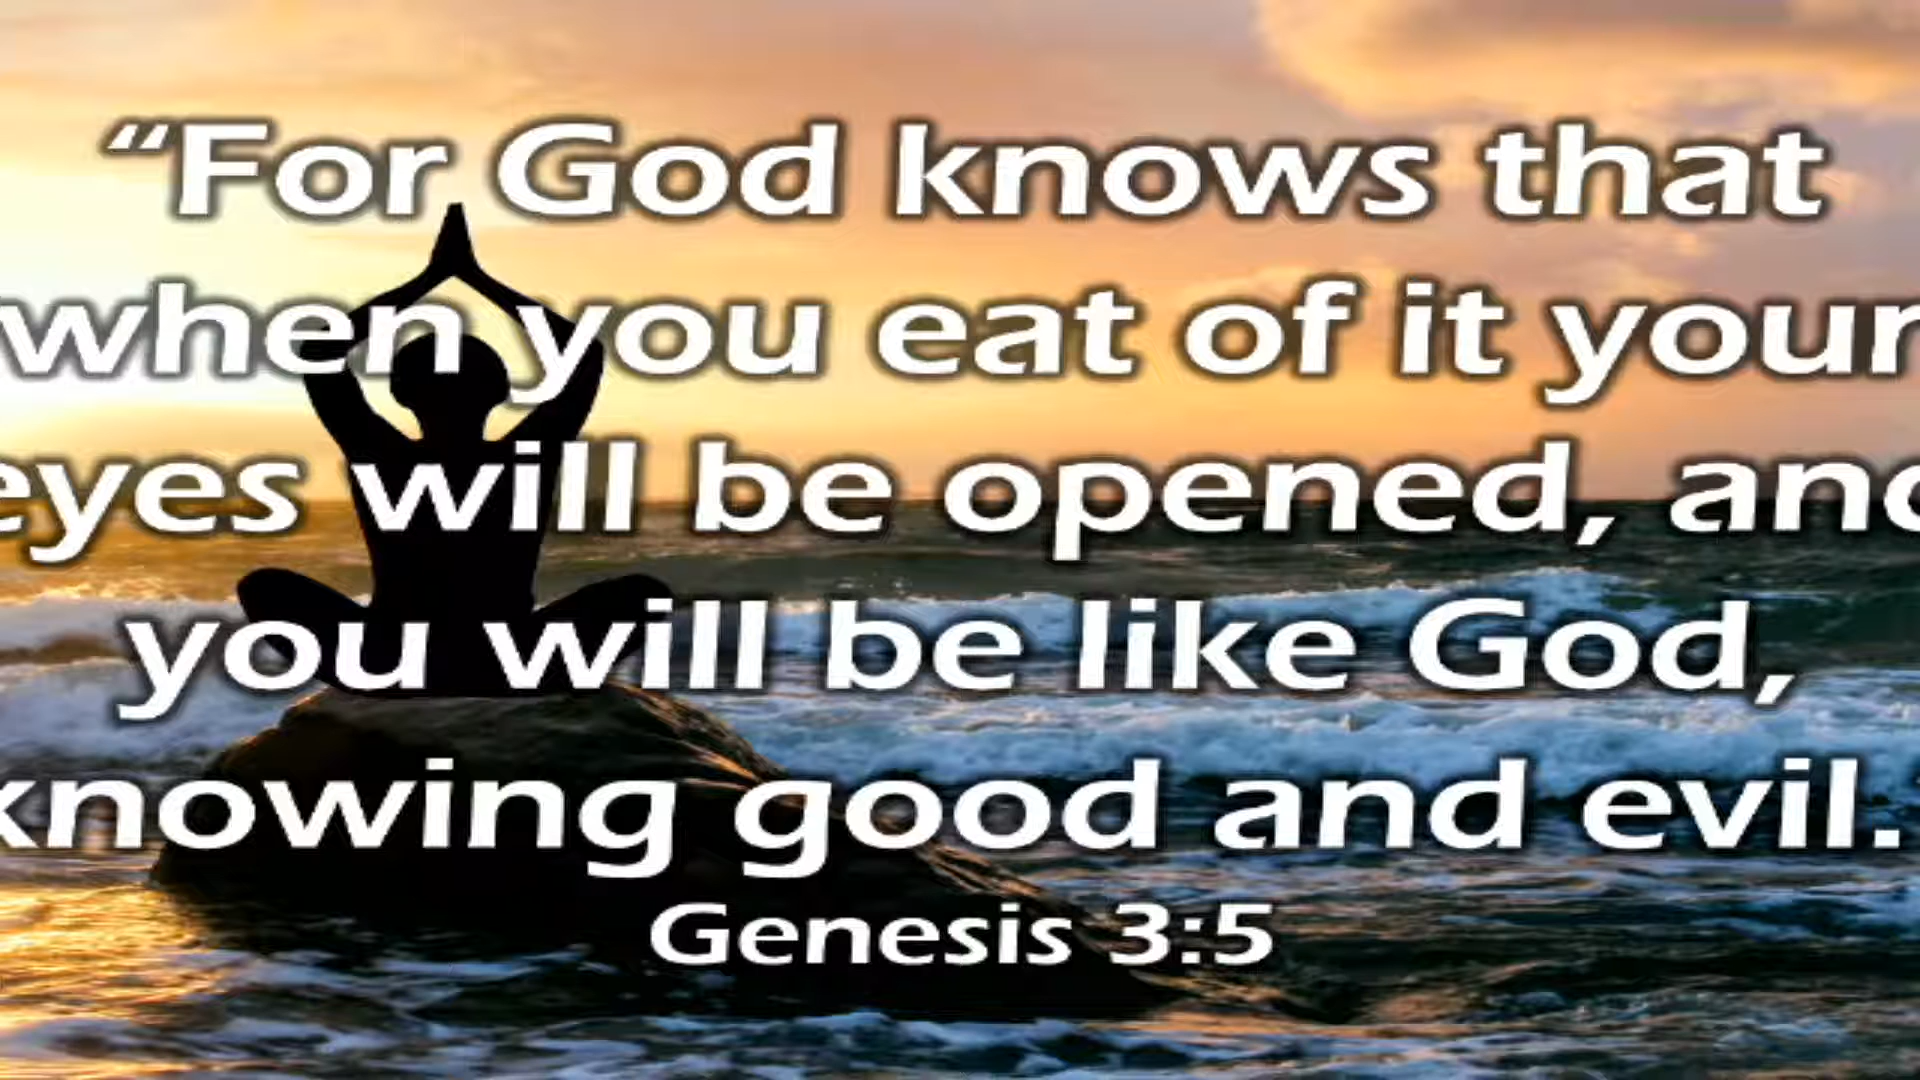 “For God knows that
when you eat of it your
eyes will be opened, and
you will be like God,
knowing good and evil.
Genesis 3:5